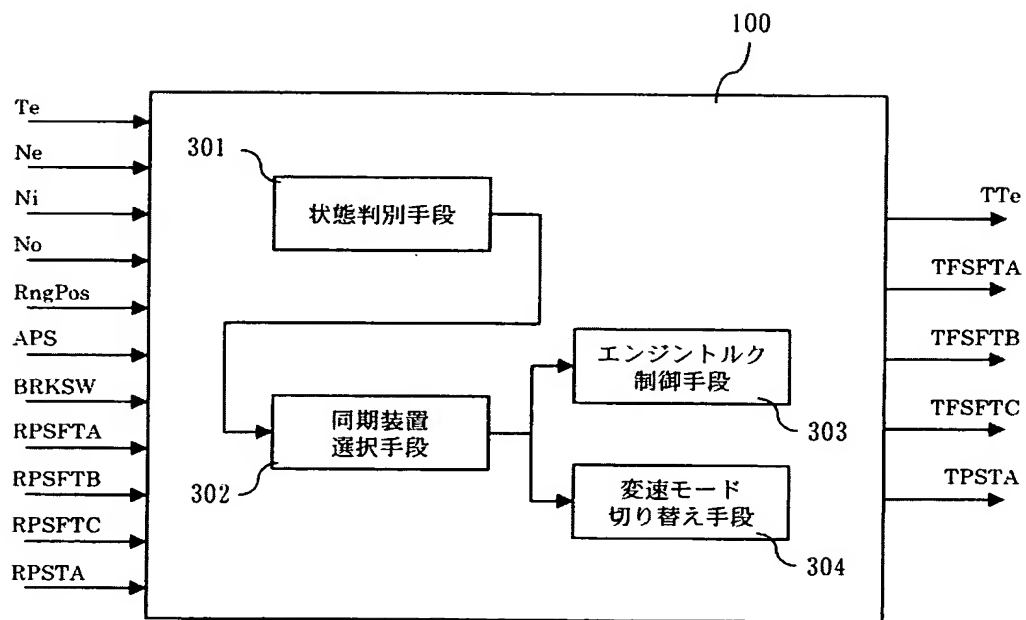 100
Te
Ne
Ni
No
RngPos
APS
BRKSW
RPSFTA
RPSFTB
RPSFTC
RPSTA
301
状態判別手段
302
同期装置
選択手段
エンジントルク
制御手段
303
変速モード
切り替え手段
304
TTe
TFSFTA
TFSFTB
TFSFTC
TPSTA